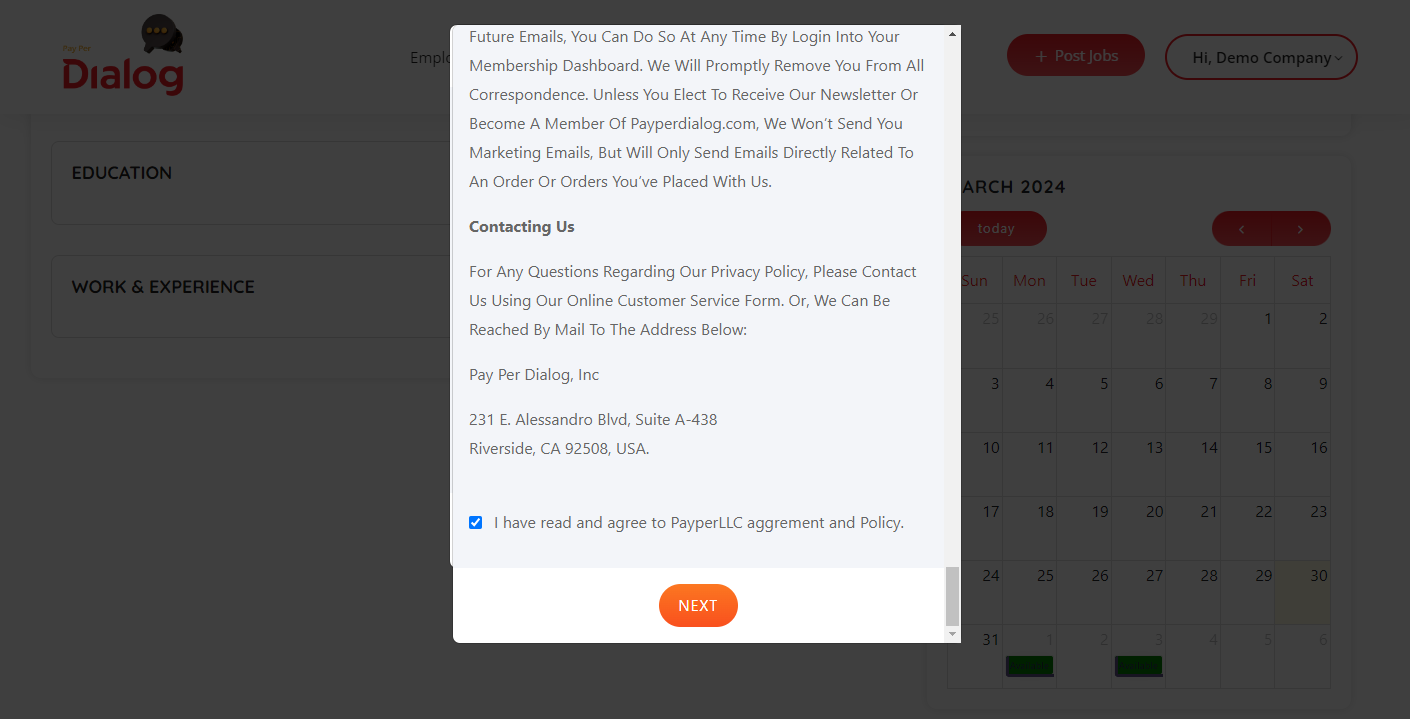 Pay Per
Dialog
Emplo
+ Post Jobs
Hi, Demo Company
EDUCATION
WORK & EXPERIENCE
Future Emails, You Can Do So At Any Time By Login Into Your
Membership Dashboard. We Will Promptly Remove You From All
Correspondence. Unless You Elect To Receive Our Newsletter Or
Become A Member Of Payperdialog.com, We Won’t Send You
Marketing Emails, But Will Only Send Emails Directly Related To
An Order Or Orders You’ve Placed With Us.
Contacting Us
For Any Questions Regarding Our Privacy Policy, Please Contact
Us Using Our Online Customer Service Form. Or, We Can Be
Reached By Mail To The Address Below:
Pay Per Dialog, Inc
231 E. Alessandro Blvd, Suite A-438
Riverside, CA 92508, USA.
I have read and agree to PayperLLC aggrement and Policy.
NEXT
ARCH 2024
today
Sun Mon Tue Wed Thu Fri Sat
25 26 27 28 29 1 2
3 4 5 6 7 8 9
10 11 12 13 14 15 16
17 18 19 20 21 22 23
24 25 26 27 28 29 30
31 1 2 3 4 5 6